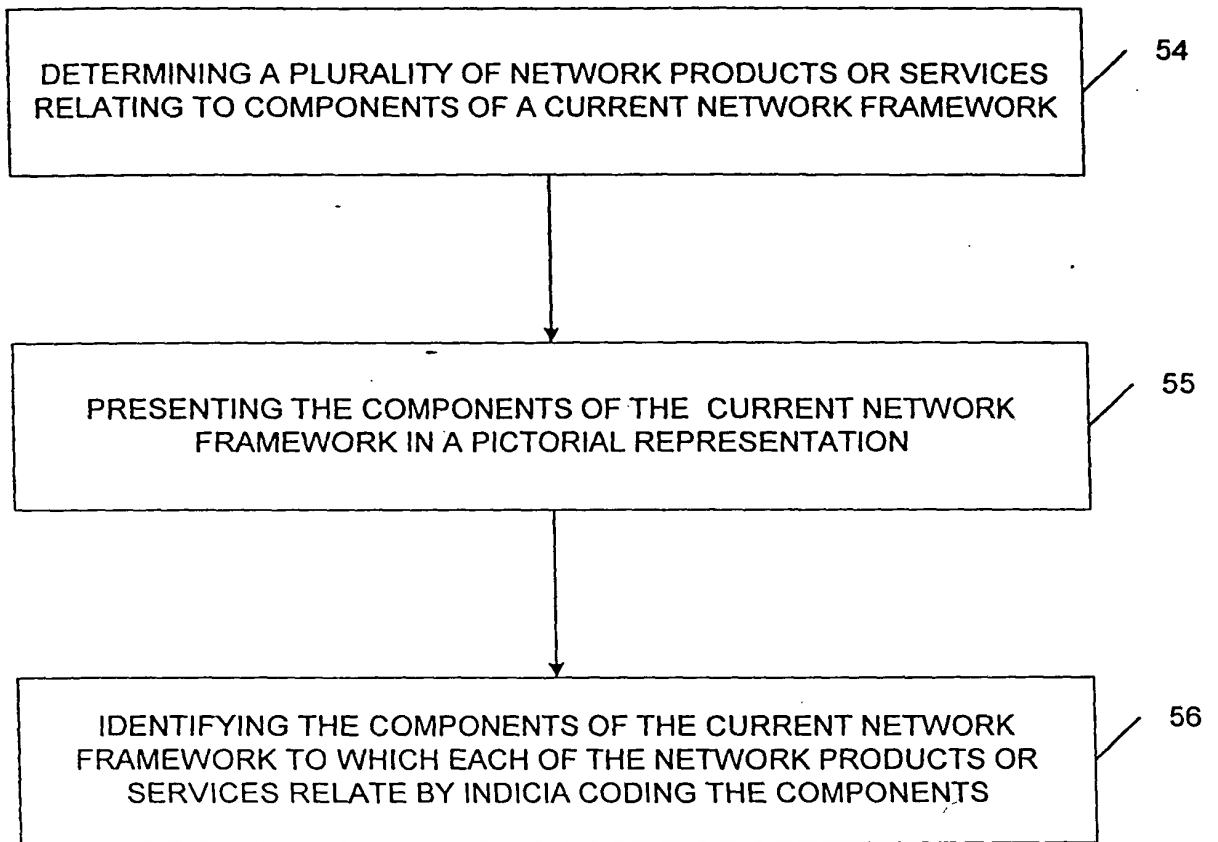 DETERMINING A PLURALITY OF NETWORK PRODUCTS OR SERVICES
RELATING TO COMPONENTS OF A CURRENT NETWORK FRAMEWORK
54
PRESENTING THE COMPONENTS OF THE CURRENT NETWORK
FRAMEWORK IN A PICTORIAL REPRESENTATION
55
IDENTIFYING THE COMPONENTS OF THE CURRENT NETWORK
FRAMEWORK TO WHICH EACH OF THE NETWORK PRODUCTS OR
SERVICES RELATE BY INDICIA CODING THE COMPONENTS
56